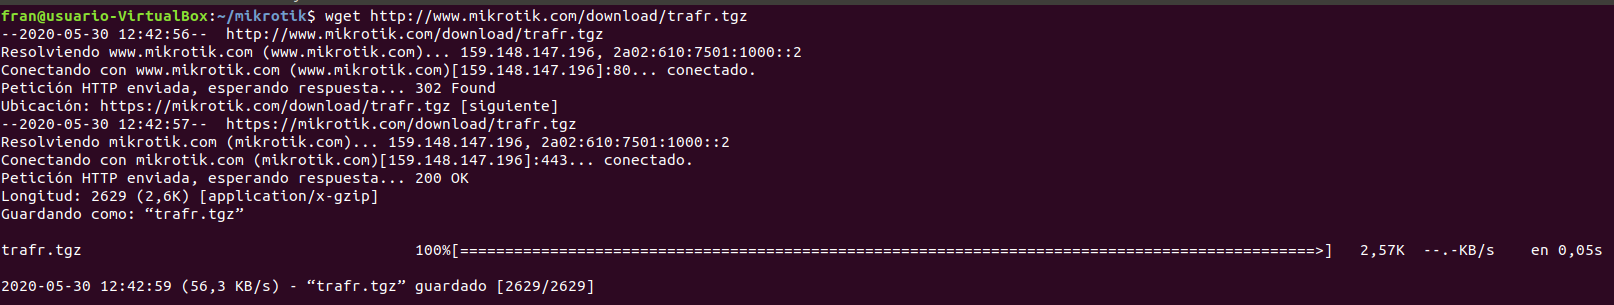 fran@usuario-VirtualBox:~/mikrotik$ wget http://www.mikrotik.com/download/trafr.tgz
--2020-05-30 12:42:56--  http://www.mikrotik.com/download/trafr.tgz
Resolviendo www.mikrotik.com (www.mikrotik.com)... 159.148.147.196, 2a02:610:7501:1000::2
Conectando con www.mikrotik.com (www.mikrotik.com)[159.148.147.196]:80... conectado.
Petición HTTP enviada, esperando respuesta... 302 Found
Ubicación: https://mikrotik.com/download/trafr.tgz [siguiente]
--2020-05-30 12:42:57--  https://mikrotik.com/download/trafr.tgz
Resolviendo mikrotik.com (mikrotik.com)... 159.148.147.196, 2a02:610:7501:1000::2
Conectando con mikrotik.com (mikrotik.com)[159.148.147.196]:443... conectado.
Petición HTTP enviada, esperando respuesta... 200 OK
Longitud: 2629 (2,6K) [application/x-gzip]
Guardando como: “trafr.tgz”
trafr.tgz                                     100%[===============================================================================================>]   2,57K  --.-KB/s    en 0,05s
2020-05-30 12:42:59 (56,3 KB/s) - “trafr.tgz” guardado [2629/2629]